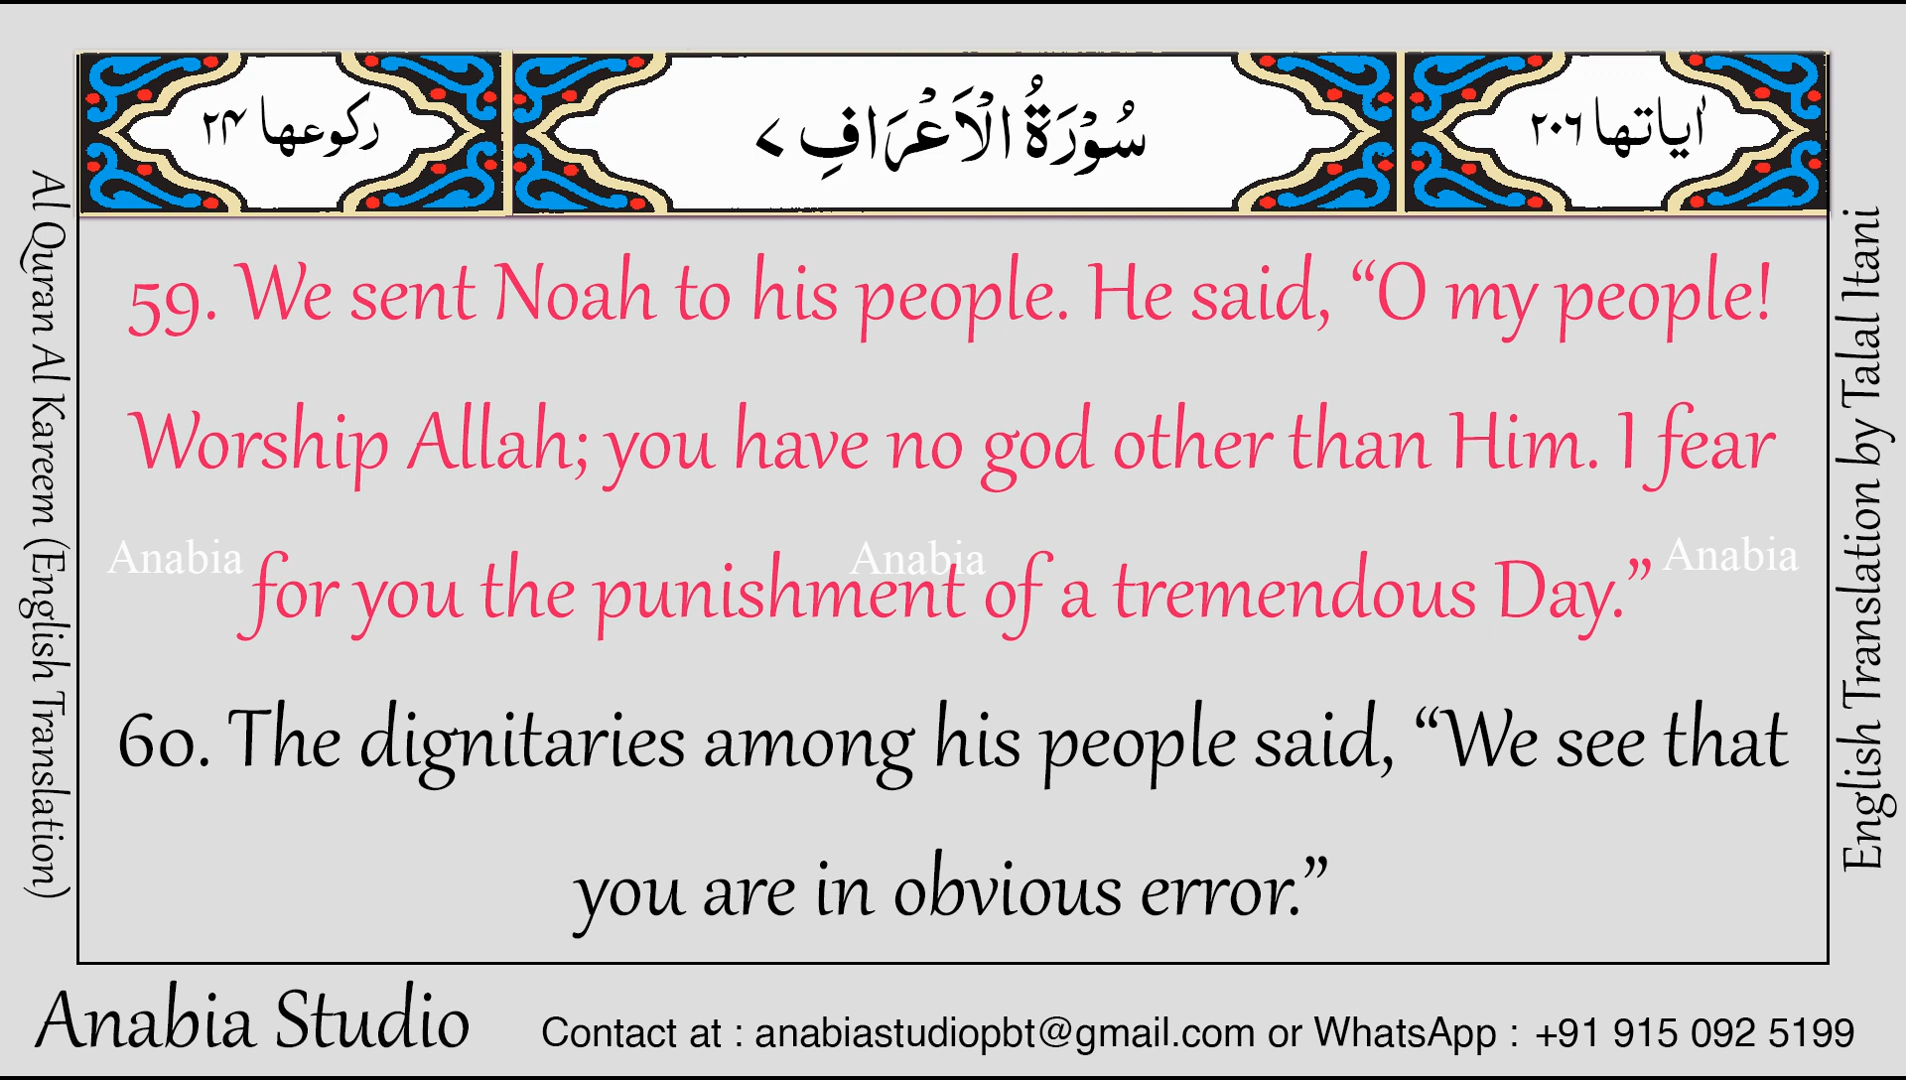 اٰیاتها ٢٠٦
سُوْرَةُ الْاَعْرَافِ
رکوعها ٢٤
59. We sent Noah to his people. He said, “O my people!
Worship Allah; you have no god other than Him. I fear
for you the punishment of a tremendous Day.”
60. The dignitaries among his people said, “We see that
you are in obvious error.”
Anabia
Anabia
Anabia
Al Quran Al Kareem (English Translation)
English Translation by Talal Itani
Anabia Studio
Contact at : anabiastudiopbt@gmail.com or WhatsApp : +91 915 092 5199